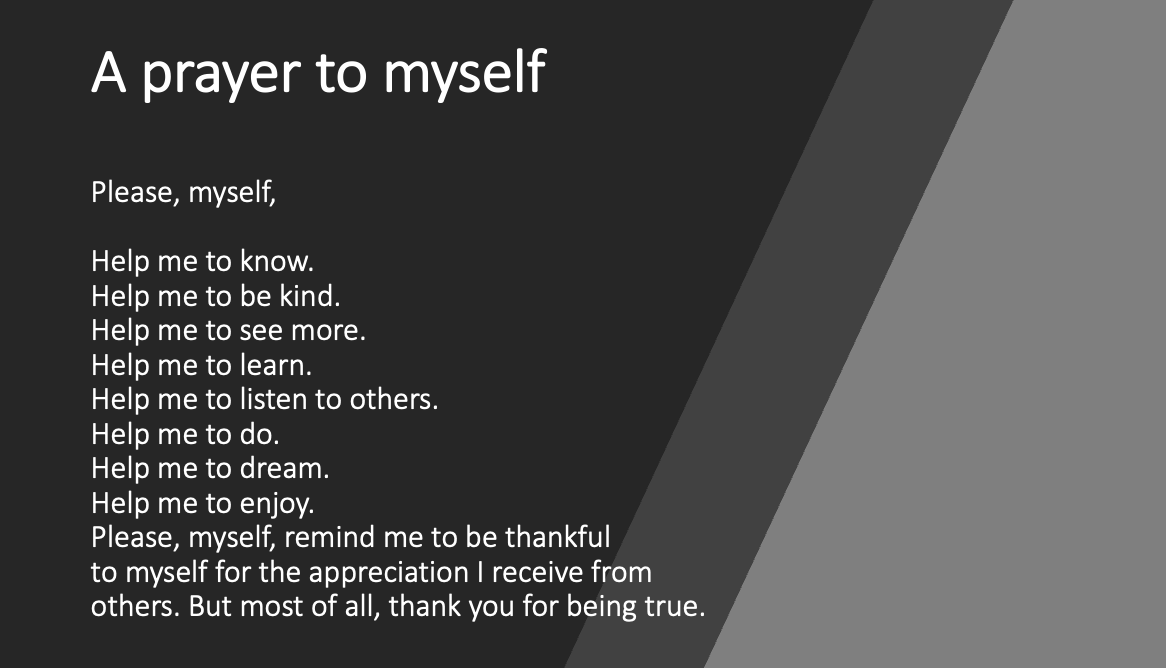 A prayer to myself
Please, myself,
Help me to know.
Help me to be kind.
Help me to see more.
Help me to learn.
Help me to listen to others.
Help me to do.
Help me to dream.
Help me to enjoy.
Please, myself, remind me to be thankful
to myself for the appreciation I receive from
others. But most of all, thank you for being true.